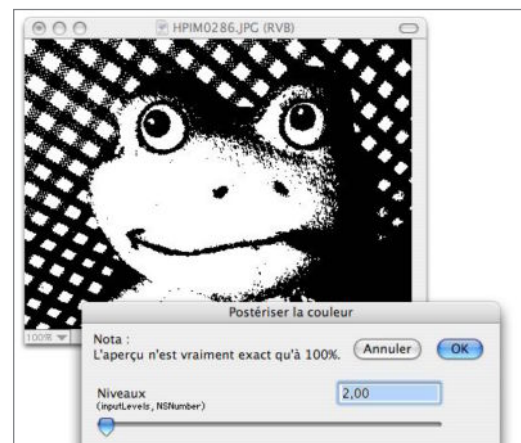 HPIM0286.JPG (RVB)
100%
Postériser la couleur
Nota :
L'aperçu n'est vraiment exact qu'à 100%.
Annuler
OK
Niveaux
2,00
(inputLevels, NSNumber)